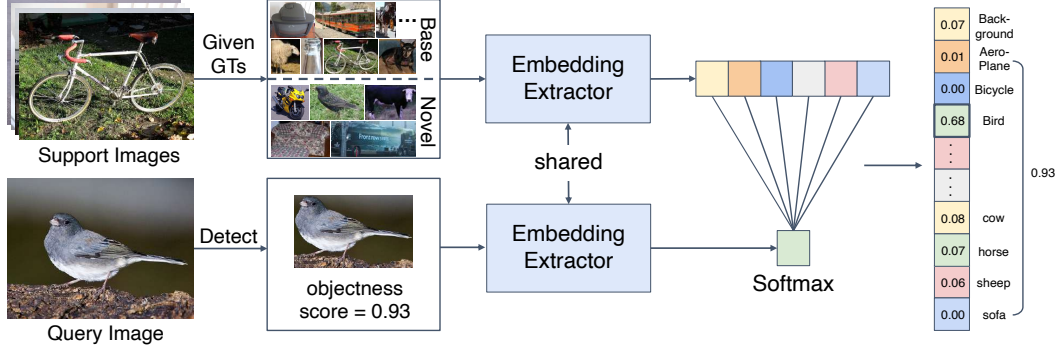 Given
GTs
Support Images
Base
Novel
...
Embedding
Extractor
shared
Detect
objectness
score = 0.93
Query Image
Embedding
Extractor
Softmax
0.07 Back-
ground
0.01 Aero-
Plane
0.00 Bicycle
0.68 Bird
0.93
0.08 cow
0.07 horse
0.06 sheep
0.00 sofa